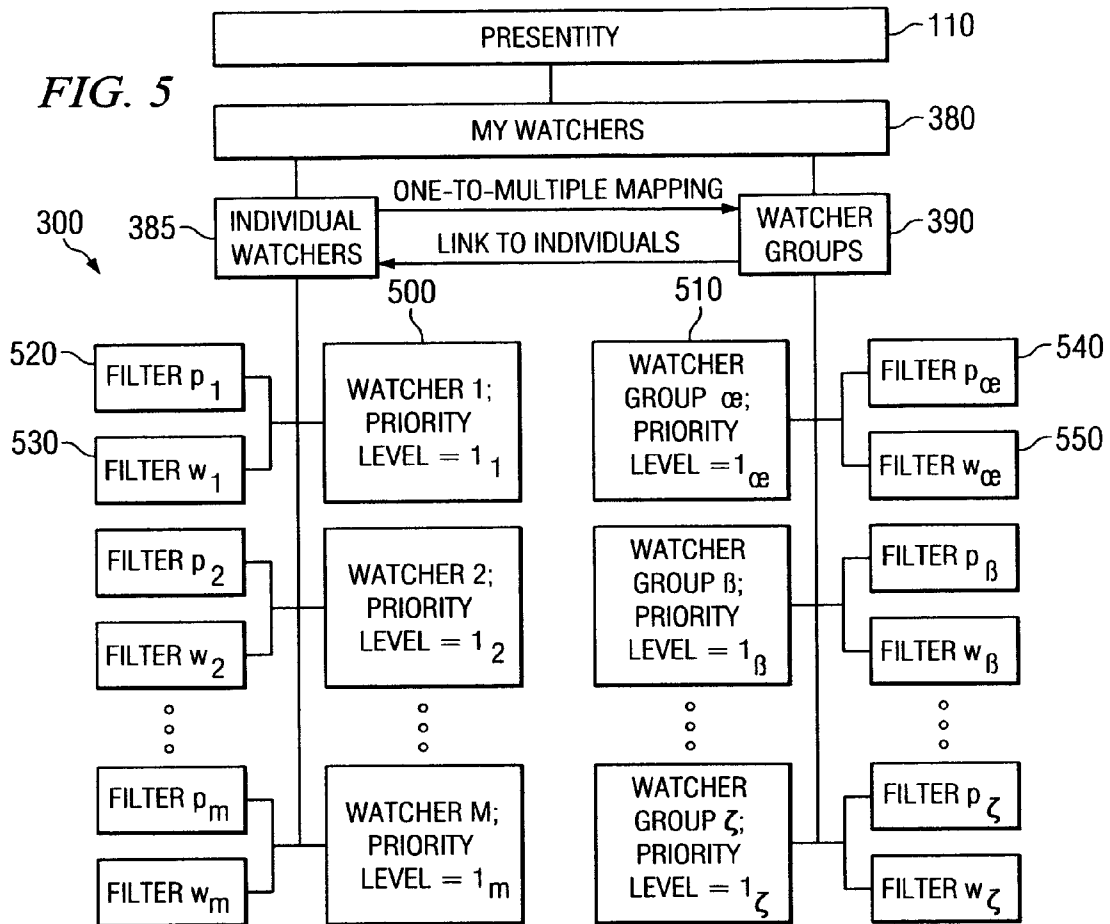 PRESENTITY
110
FIG. 5
MY WATCHERS
380
ONE-TO-MULTIPLE MAPPING
300
385
INDIVIDUAL
WATCHERS
LINK TO INDIVIDUALS
WATCHER
GROUPS
390
500
510
520
FILTER p1
530
FILTER w1
WATCHER 1;
PRIORITY
LEVEL = 11
WATCHER
GROUP œ;
PRIORITY
LEVEL = 1œ
FILTER pœ
540
FILTER wœ
550
FILTER p2
FILTER w2
WATCHER 2;
PRIORITY
LEVEL = 12
WATCHER
GROUP ß;
PRIORITY
LEVEL = 1ß
FILTER pß
FILTER wß
FILTER pm
FILTER wm
WATCHER M;
PRIORITY
LEVEL = 1m
WATCHER
GROUP ζ;
PRIORITY
LEVEL = 1ζ
FILTER pζ
FILTER wζ